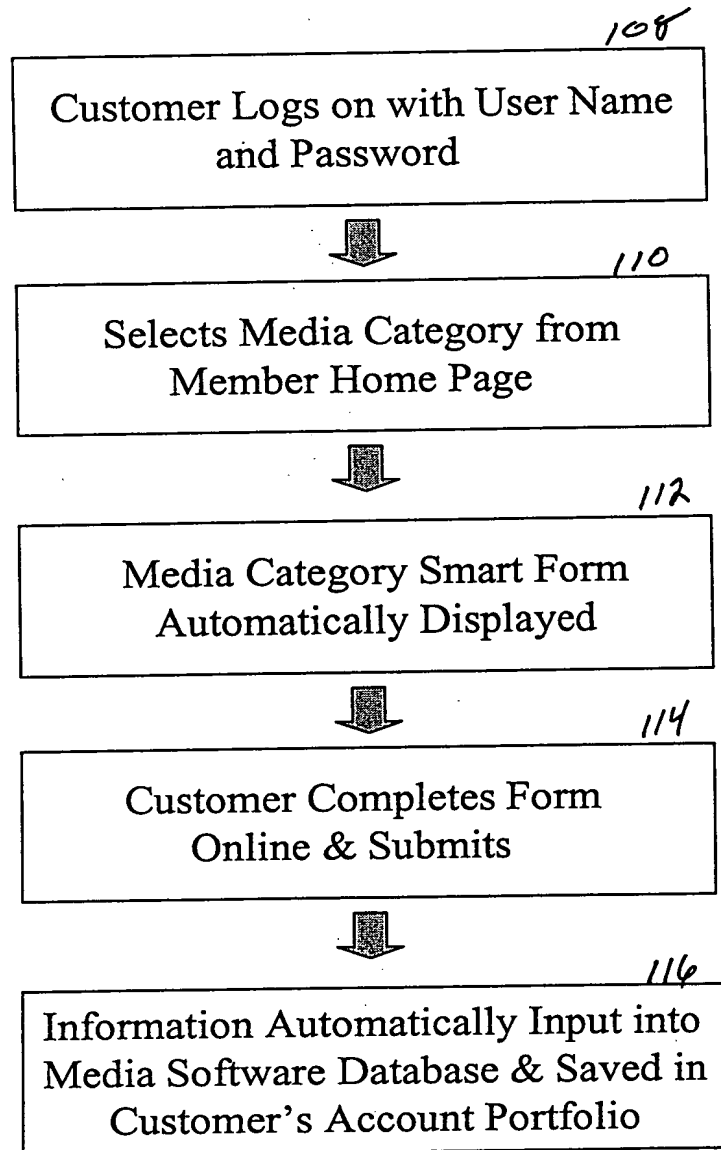 108
Customer Logs on with User Name
and Password
110
Selects Media Category from
Member Home Page
112
Media Category Smart Form
Automatically Displayed
114
Customer Completes Form
Online & Submits
116
Information Automatically Input into
Media Software Database & Saved in
Customer's Account Portfolio